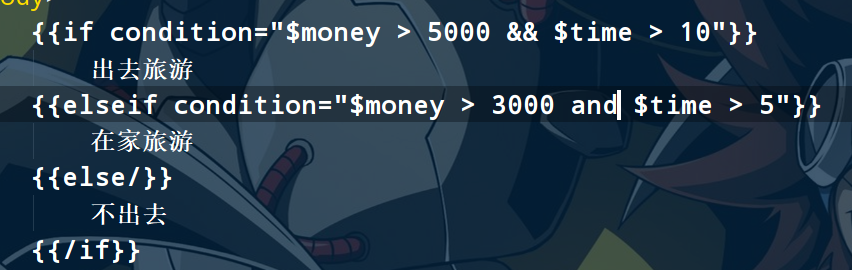 ody>
{{if condition="$money > 5000 && $time > 10"}}
出去旅游
{{elseif condition="$money > 3000 and $time > 5"}}
在家旅游
{{else/}}
不出去
{{/if}}